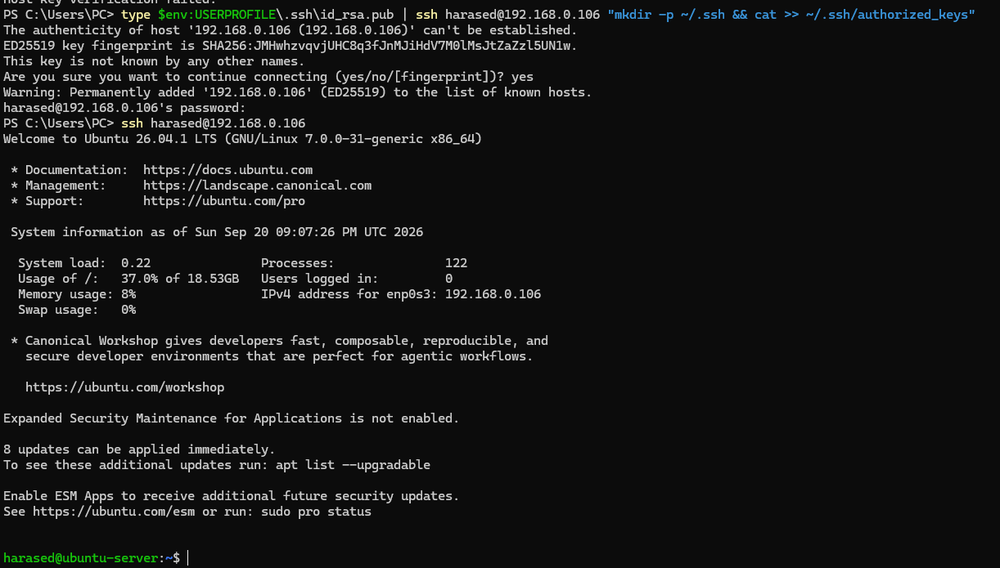 Host key verification failed.
PS C:\Users\PC> type $env:USERPROFILE\.ssh\id_rsa.pub | ssh harased@192.168.0.106 "mkdir -p ~/.ssh && cat >> ~/.ssh/authorized_keys"
The authenticity of host '192.168.0.106 (192.168.0.106)' can't be established.
ED25519 key fingerprint is SHA256:JMHwhzvqvjUHC8q3fJnMJiHdV7M0lMsJtZaZzl5UN1w.
This key is not known by any other names.
Are you sure you want to continue connecting (yes/no/[fingerprint])? yes
Warning: Permanently added '192.168.0.106' (ED25519) to the list of known hosts.
harased@192.168.0.106's password:
PS C:\Users\PC> ssh harased@192.168.0.106
Welcome to Ubuntu 26.04.1 LTS (GNU/Linux 7.0.0-31-generic x86_64)

 * Documentation:  https://docs.ubuntu.com
 * Management:     https://landscape.canonical.com
 * Support:        https://ubuntu.com/pro

 System information as of Sun Sep 20 09:07:26 PM UTC 2026

  System load:  0.22               Processes:               122
  Usage of /:   37.0% of 18.53GB   Users logged in:         0
  Memory usage: 8%                 IPv4 address for enp0s3: 192.168.0.106
  Swap usage:   0%

 * Canonical Workshop gives developers fast, composable, reproducible, and
   secure developer environments that are perfect for agentic workflows.

   https://ubuntu.com/workshop

Expanded Security Maintenance for Applications is not enabled.

8 updates can be applied immediately.
To see these additional updates run: apt list --upgradable

Enable ESM Apps to receive additional future security updates.
See https://ubuntu.com/esm or run: sudo pro status

harased@ubuntu-server:~$